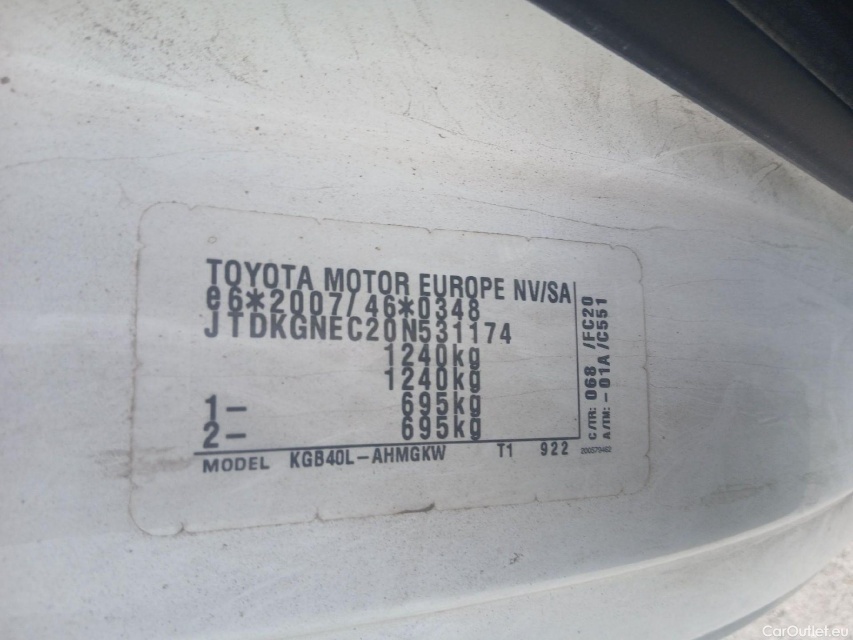 TOYOTA MOTOR EUROPE NV/SA
e6*2007/46*0348
JTDKGNEC20N531174
1240kg
1240kg
1- 695kg
2- 695kg
MODEL KGB40L-AHMGKW T1 922
C/TR: 068 /FC20
A/TM: -01A /C551
CarOutlet.eu